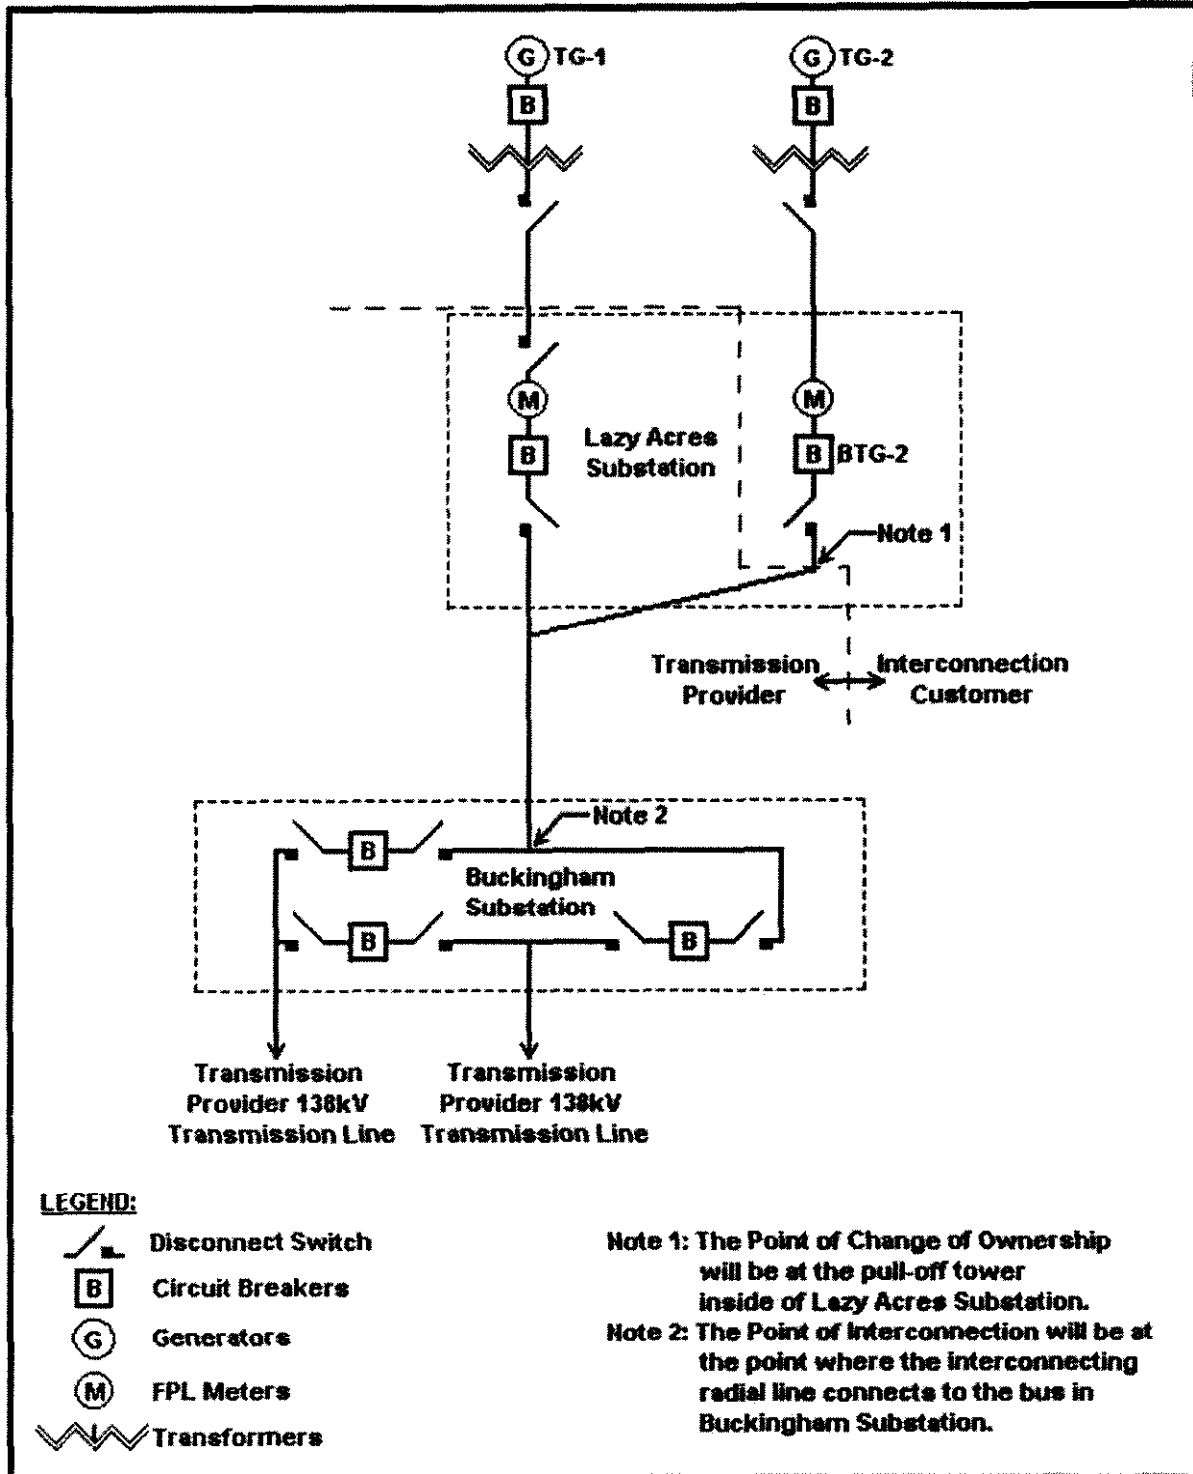 G TG-1
G TG-2
B
B
M
M
Lazy Acres
Substation
B
B BTG-2
Note 1
Transmission
Provider
Interconnection
Customer
Note 2
B
Buckingham
Substation
B
B
Transmission
Provider 138kV
Transmission Line
Transmission
Provider 138kV
Transmission Line
LEGEND:
Disconnect Switch
B Circuit Breakers
G Generators
M FPL Meters
Transformers
Note 1: The Point of Change of Ownership
will be at the pull-off tower
inside of Lazy Acres Substation.
Note 2: The Point of Interconnection will be at
the point where the interconnecting
radial line connects to the bus in
Buckingham Substation.